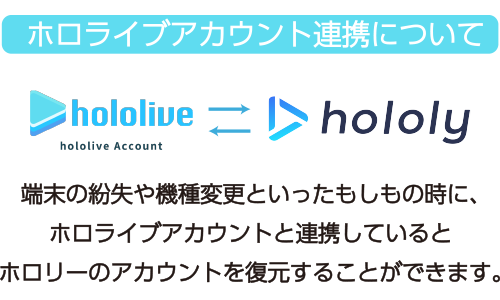 ホロライブアカウント連携について
hololive hololy
hololive Account
端末の紛失や機種変更といったもしもの時に、
ホロライブアカウントと連携していると
ホロリーのアカウントを復元することができます。